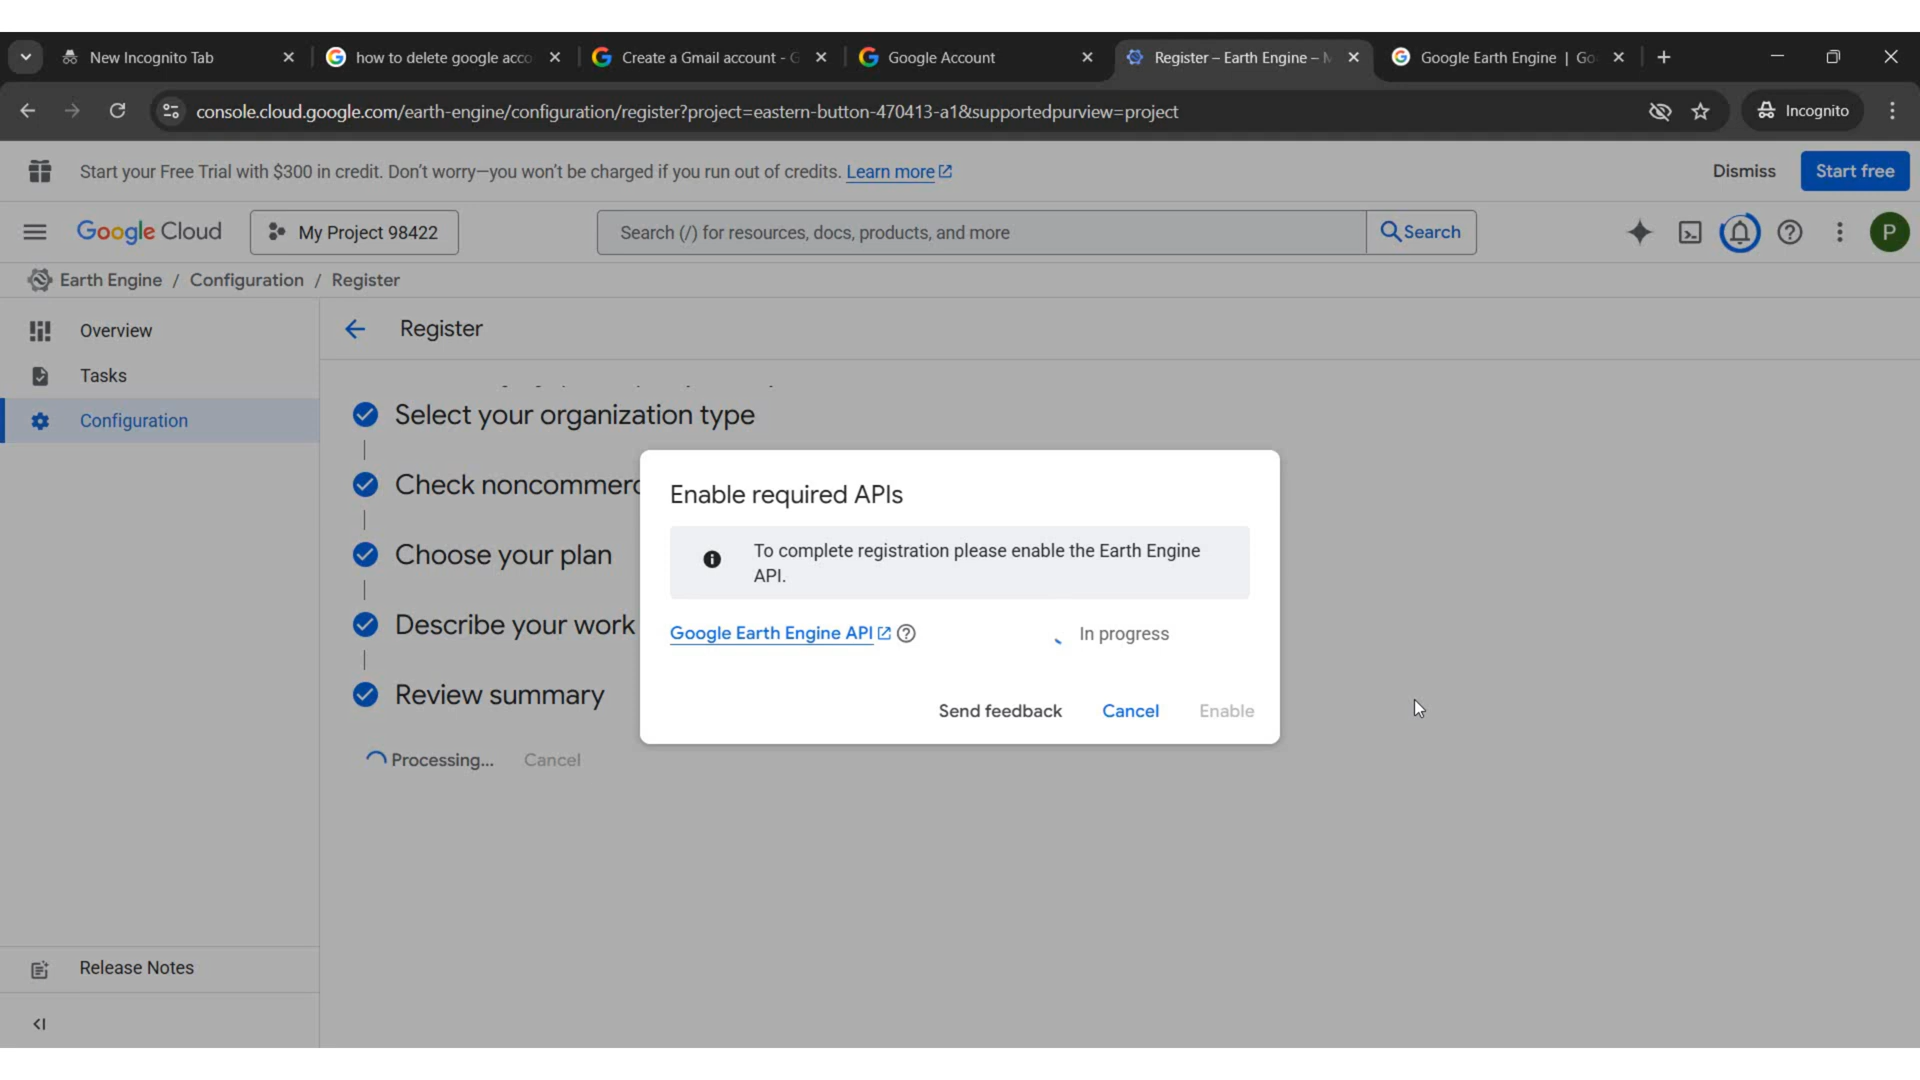 New Incognito Tab
how to delete google acco
Create a Gmail account - G
Google Account
Register – Earth Engine – M
Google Earth Engine | Go
console.cloud.google.com/earth-engine/configuration/register?project=eastern-button-470413-a1&supportedpurview=project
Incognito
Start your Free Trial with $300 in credit. Don't worry—you won't be charged if you run out of credits. Learn more
Dismiss
Start free
Google Cloud
My Project 98422
Search (/) for resources, docs, products, and more
Search
P
Earth Engine / Configuration / Register
Overview
Tasks
Configuration
Release Notes
Register
Select your organization type
Check noncommerc
Choose your plan
Describe your work
Review summary
Processing...
Cancel
Enable required APIs
To complete registration please enable the Earth Engine
API.
Google Earth Engine API
In progress
Send feedback
Cancel
Enable